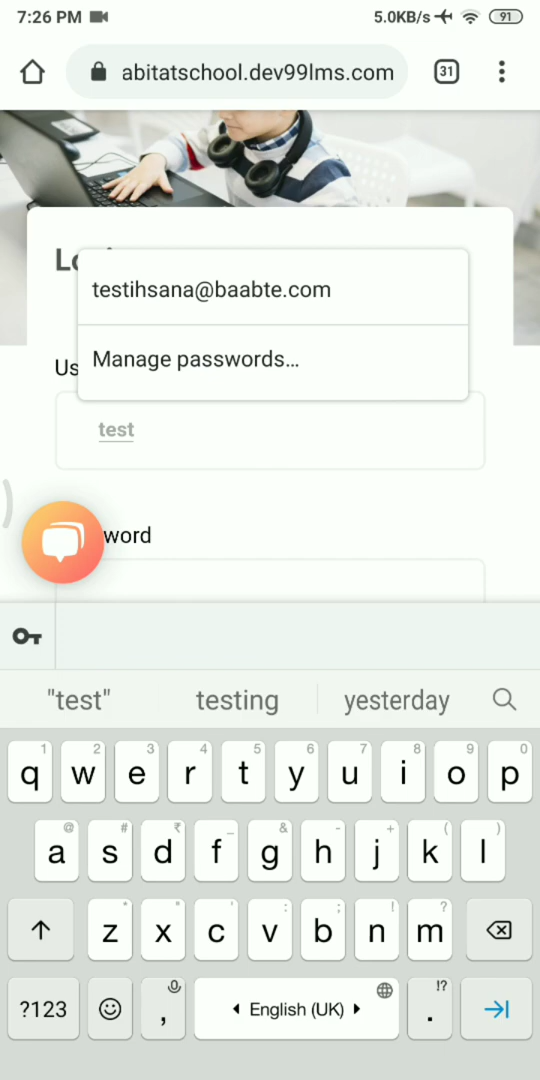 7:26 PM 5.0KB/s 91
abitatschool.dev99lms.com 31
testihsana@baabte.com
Us
Manage passwords...
test
word
"test" testing yesterday
1 2 3 4 5 6 7 8 9 0
q w e r t y u i o p
@ # ₹ _ & - + ( )
a s d f g h j k l
" * ' : ; ! ?
z x c v b n m
?123 , English (UK) . !?